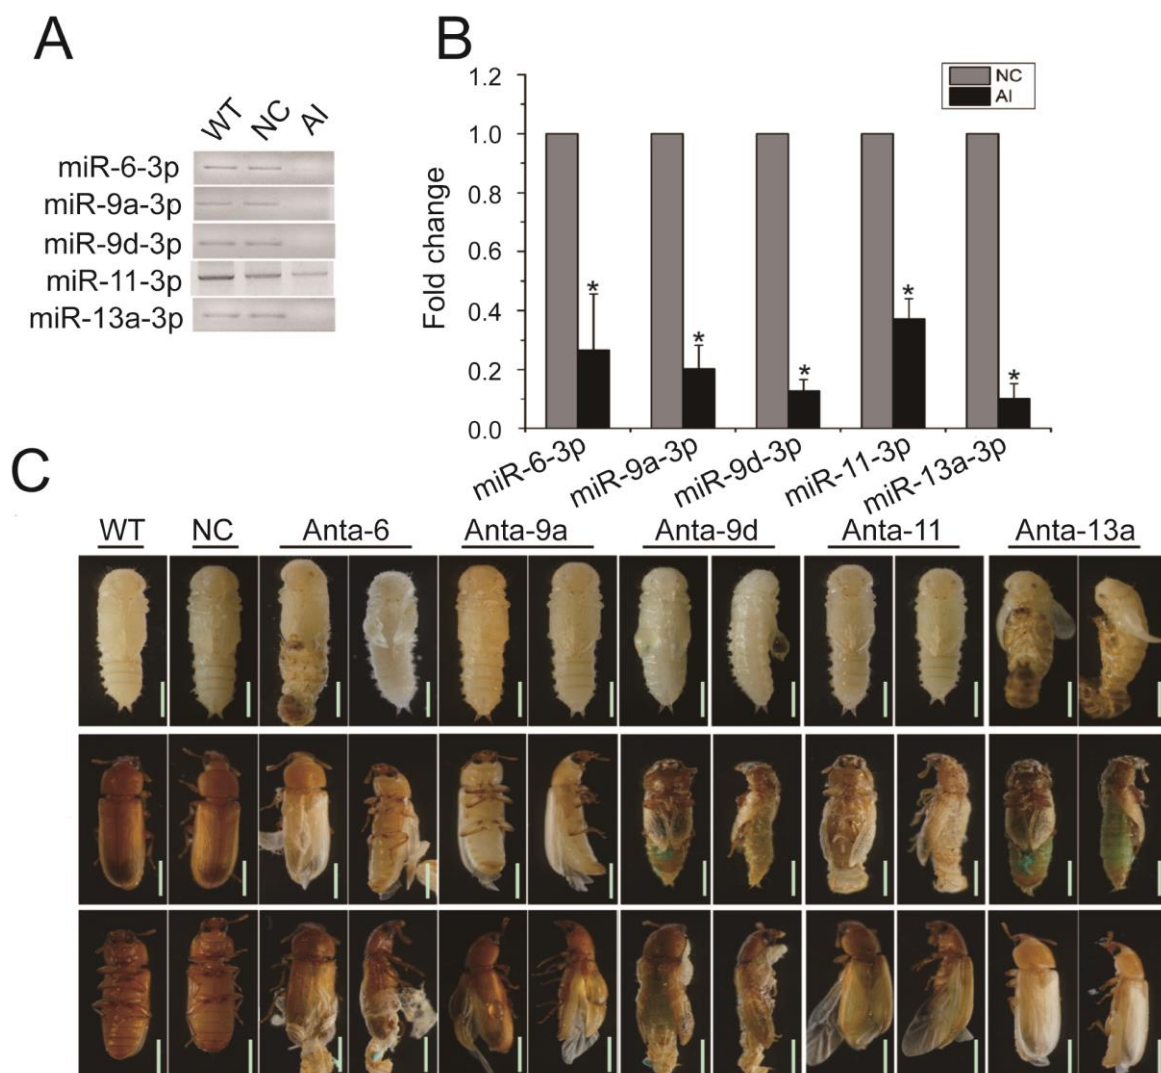 A
WT NC AI
miR-6-3p
miR-9a-3p
miR-9d-3p
miR-11-3p
miR-13a-3p
B
NC
AI
Fold change
1.2
1.0
0.8
0.6
0.4
0.2
0.0
* * * * *
miR-6-3p miR-9a-3p miR-9d-3p miR-11-3p miR-13a-3p
C
WT NC Anta-6 Anta-9a Anta-9d Anta-11 Anta-13a